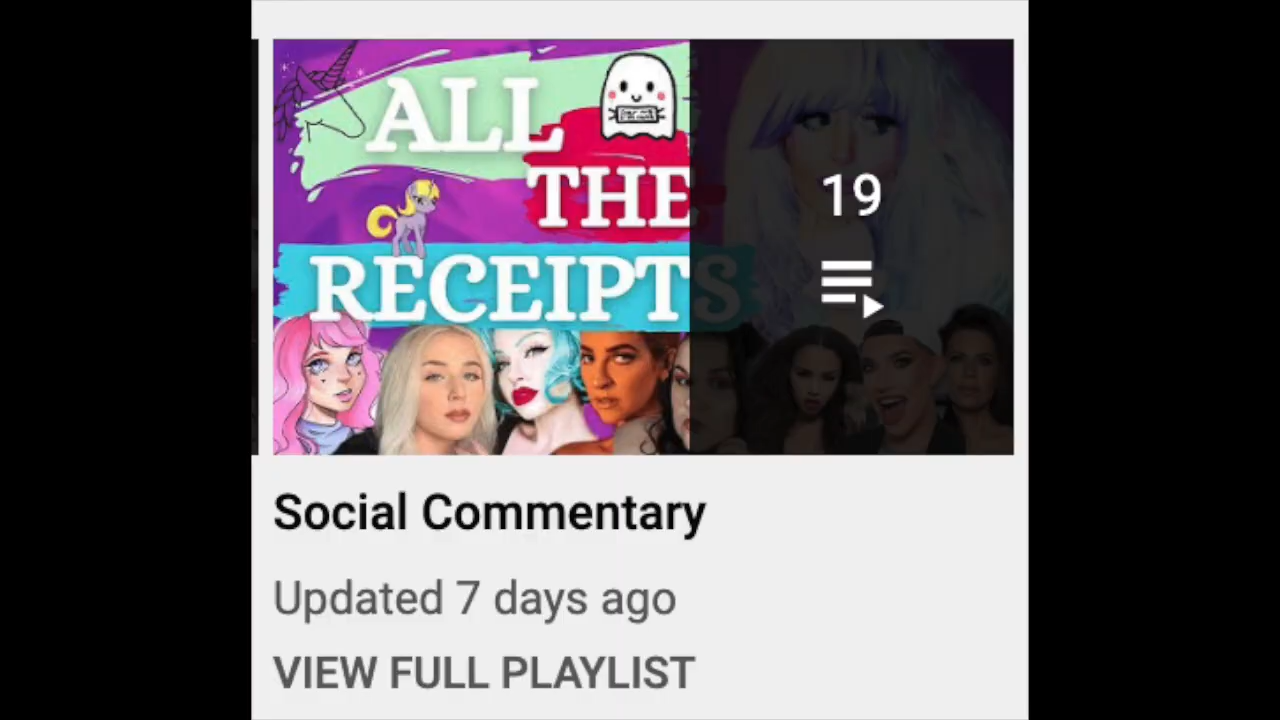 ALL
THE
RECEIPTS
19
Social Commentary
Updated 7 days ago
VIEW FULL PLAYLIST